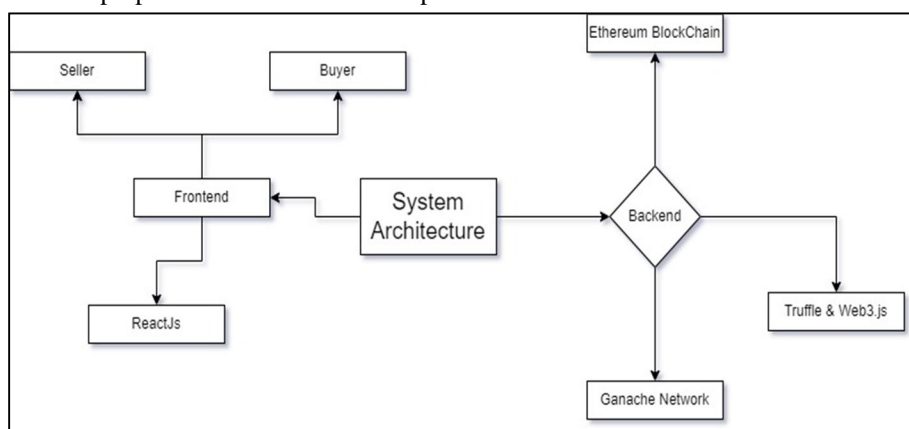 Ethereum BlockChain
Seller
Buyer
Frontend
System
Architecture
Backend
ReactJs
Truffle & Web3.js
Ganache Network